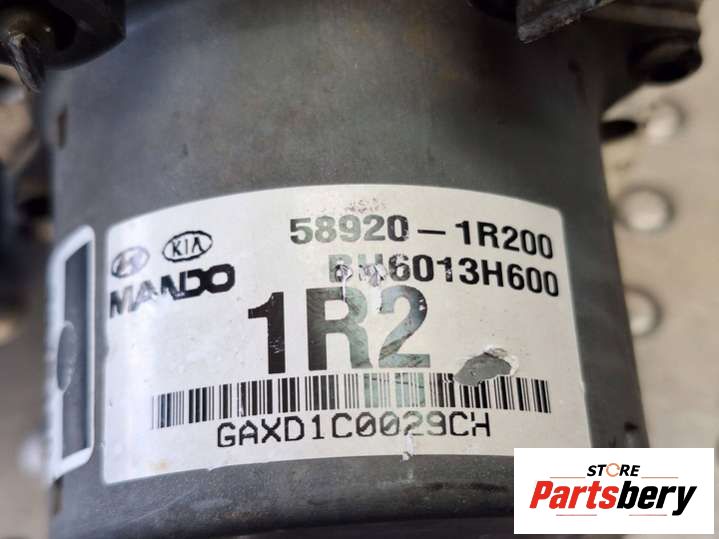 58920-1R200
KIA
BH6013H600
MANDO
1R2
GAXD1C0029CH
STORE
Partsbery